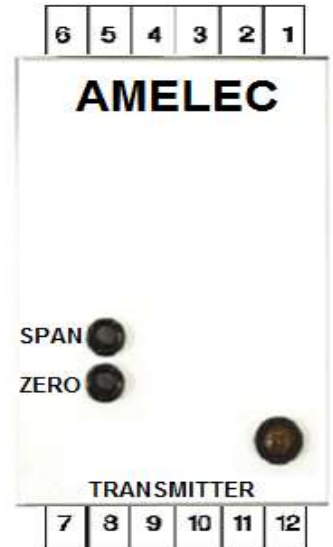 6 5 4 3 2 1
AMELEC
SPAN
ZERO
TRANSMITTER
7 8 9 10 11 12